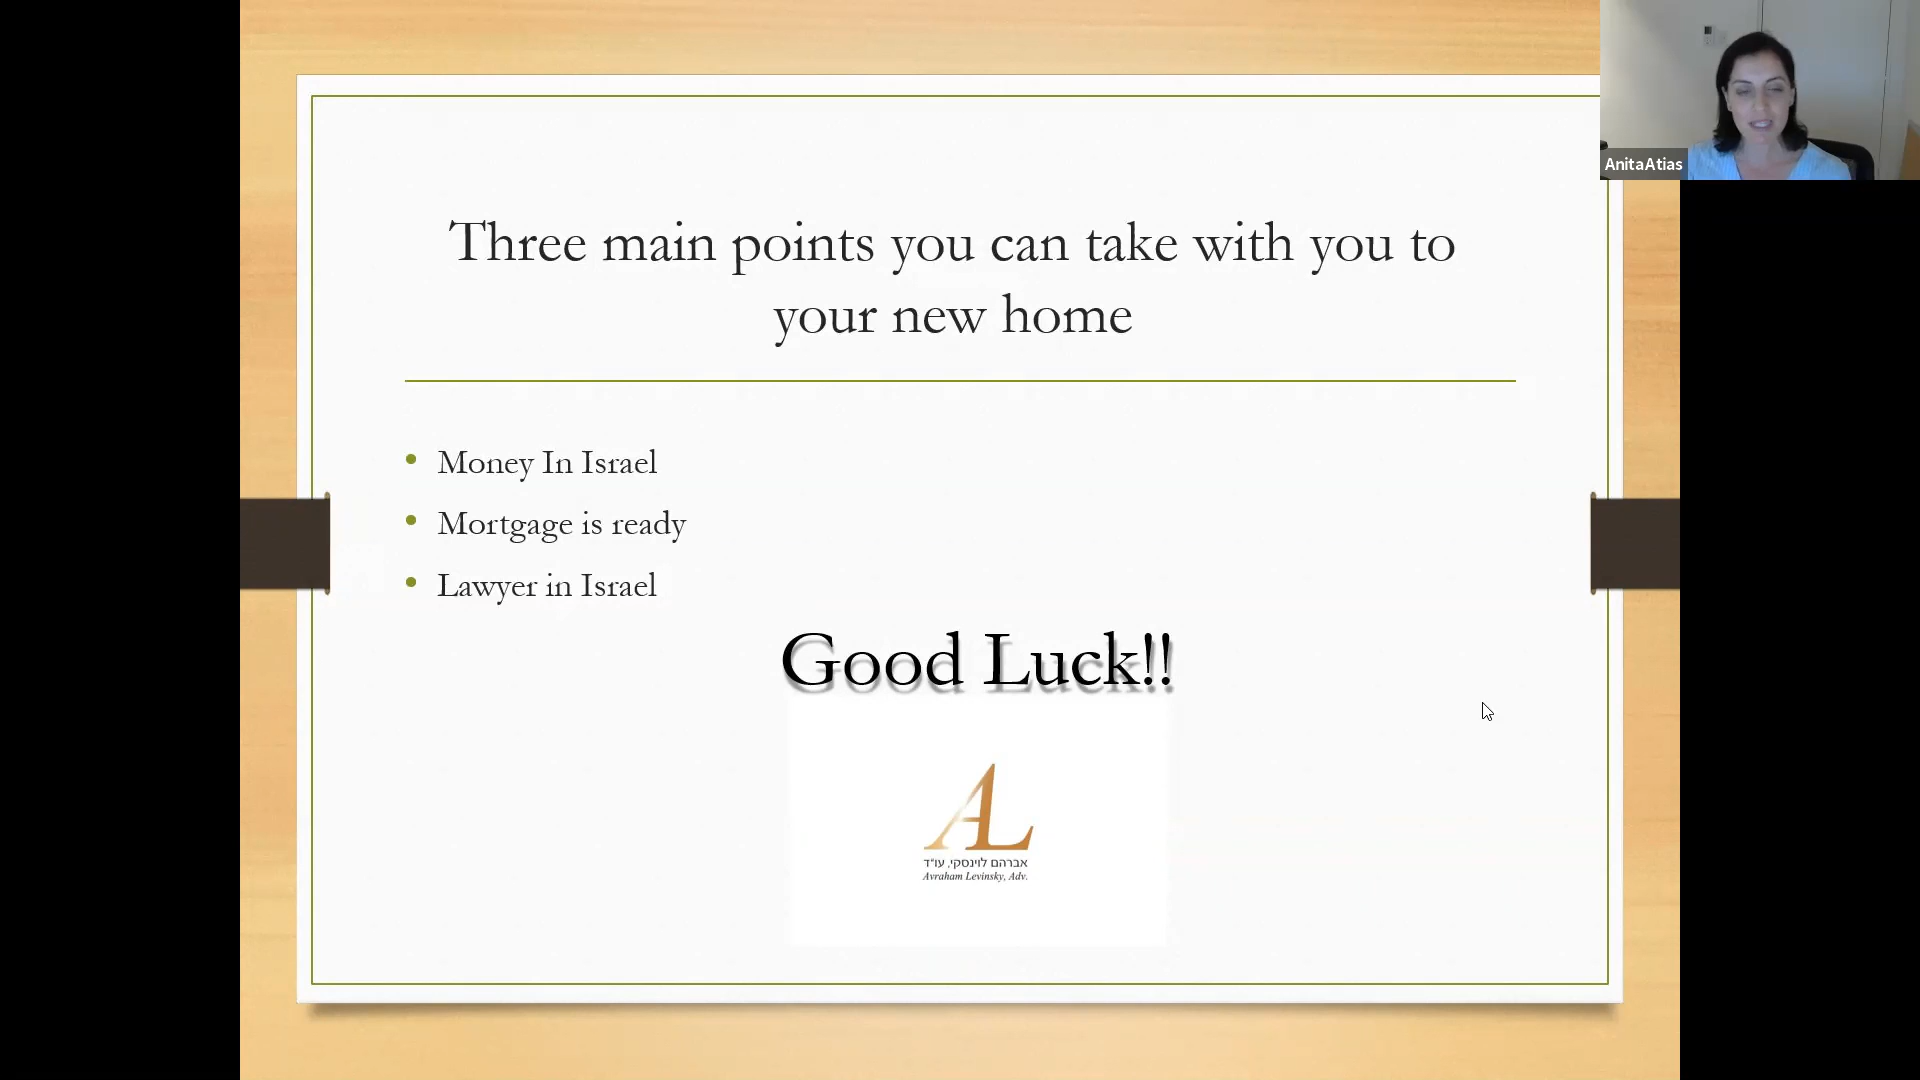 AnitaAtias
Three main points you can take with you to
your new home
• Money In Israel
• Mortgage is ready
• Lawyer in Israel
Good Luck!!
AL
אברהם לוינסקי, עו"ד
Avraham Levinsky, Adv.